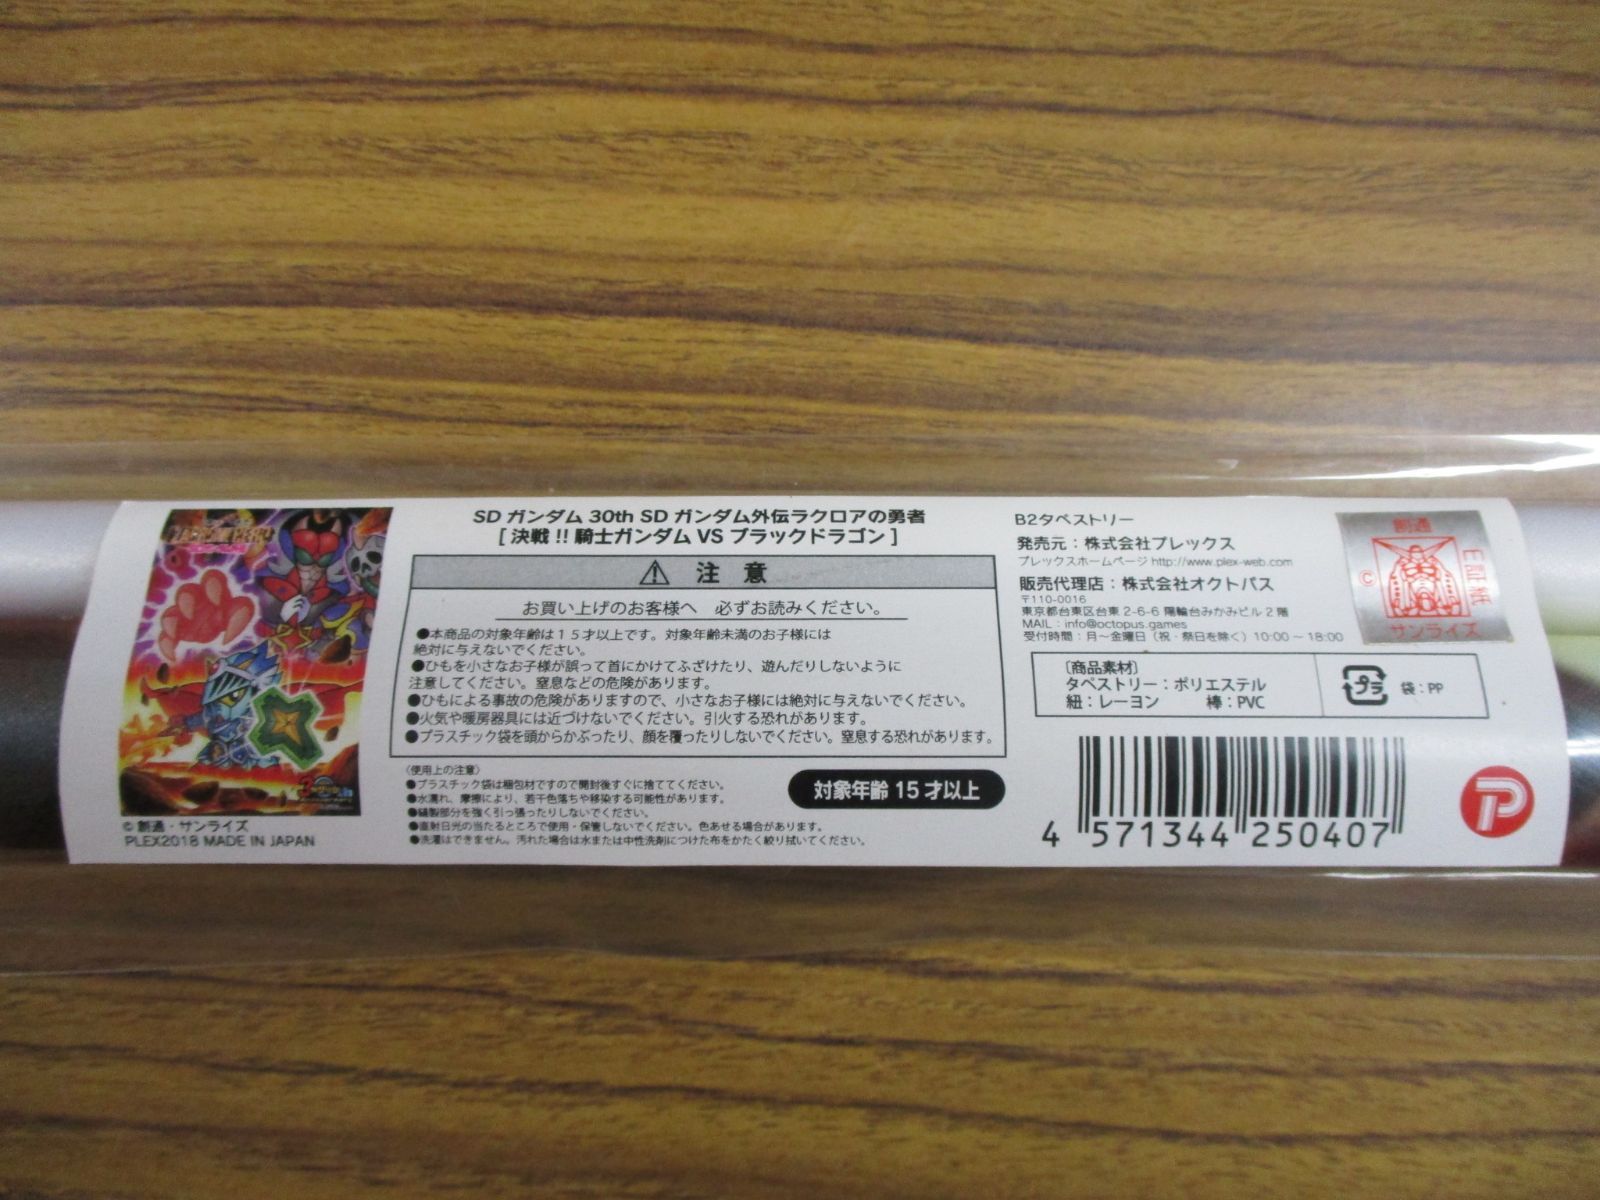 SD ガンダム 30th SD ガンダム外伝ラクロアの勇者
[ 決戦 !! 騎士ガンダム VS ブラックドラゴン ]
注 意
お買い上げのお客様へ 必ずお読みください。
●本商品の対象年齢は15才以上です。対象年齢未満のお子様には
絶対に与えないでください。
●ひもを小さなお子様が誤って首にかけてふざけたり、遊んだりしないように
注意してください。窒息などの危険があります。
●ひもによる事故の危険がありますので、小さなお子様には絶対に与えないでください。
●火気や暖房器具には近づけないでください。引火する恐れがあります。
●プラスチック袋を頭からかぶったり、顔を覆ったりしないでください。窒息する恐れがあります。
〈使用上の注意〉
●プラスチック袋は梱包材ですので開封後すぐに捨ててください。
●水濡れ、摩擦により、若干色落ちや移染する可能性があります。
●縫製部分を強く引っ張ったりしないでください。
●直射日光の当たるところで使用・保管しないでください。色あせる場合があります。
●洗濯はできません。汚れた場合は水または中性洗剤につけた布をかたく絞り拭いてください。
対象年齢 15 才以上
© 創通・サンライズ
PLEX2018 MADE IN JAPAN
B2タペストリー
発売元：株式会社プレックス
プレックスホームページ http://www.plex-web.com
販売代理店：株式会社オクトパス
〒110-0016
東京都台東区台東 2-6-6 陽輪台みかみビル 2 階
MAIL : info@octopus.games
受付時間：月～金曜日（祝・祭日を除く）10:00 ～ 18:00
創通
©
証紙
サンライズ
［商品素材］
タペストリー：ポリエステル
紐：レーヨン 棒：PVC
プラ
袋：PP
4 571344 250407
P